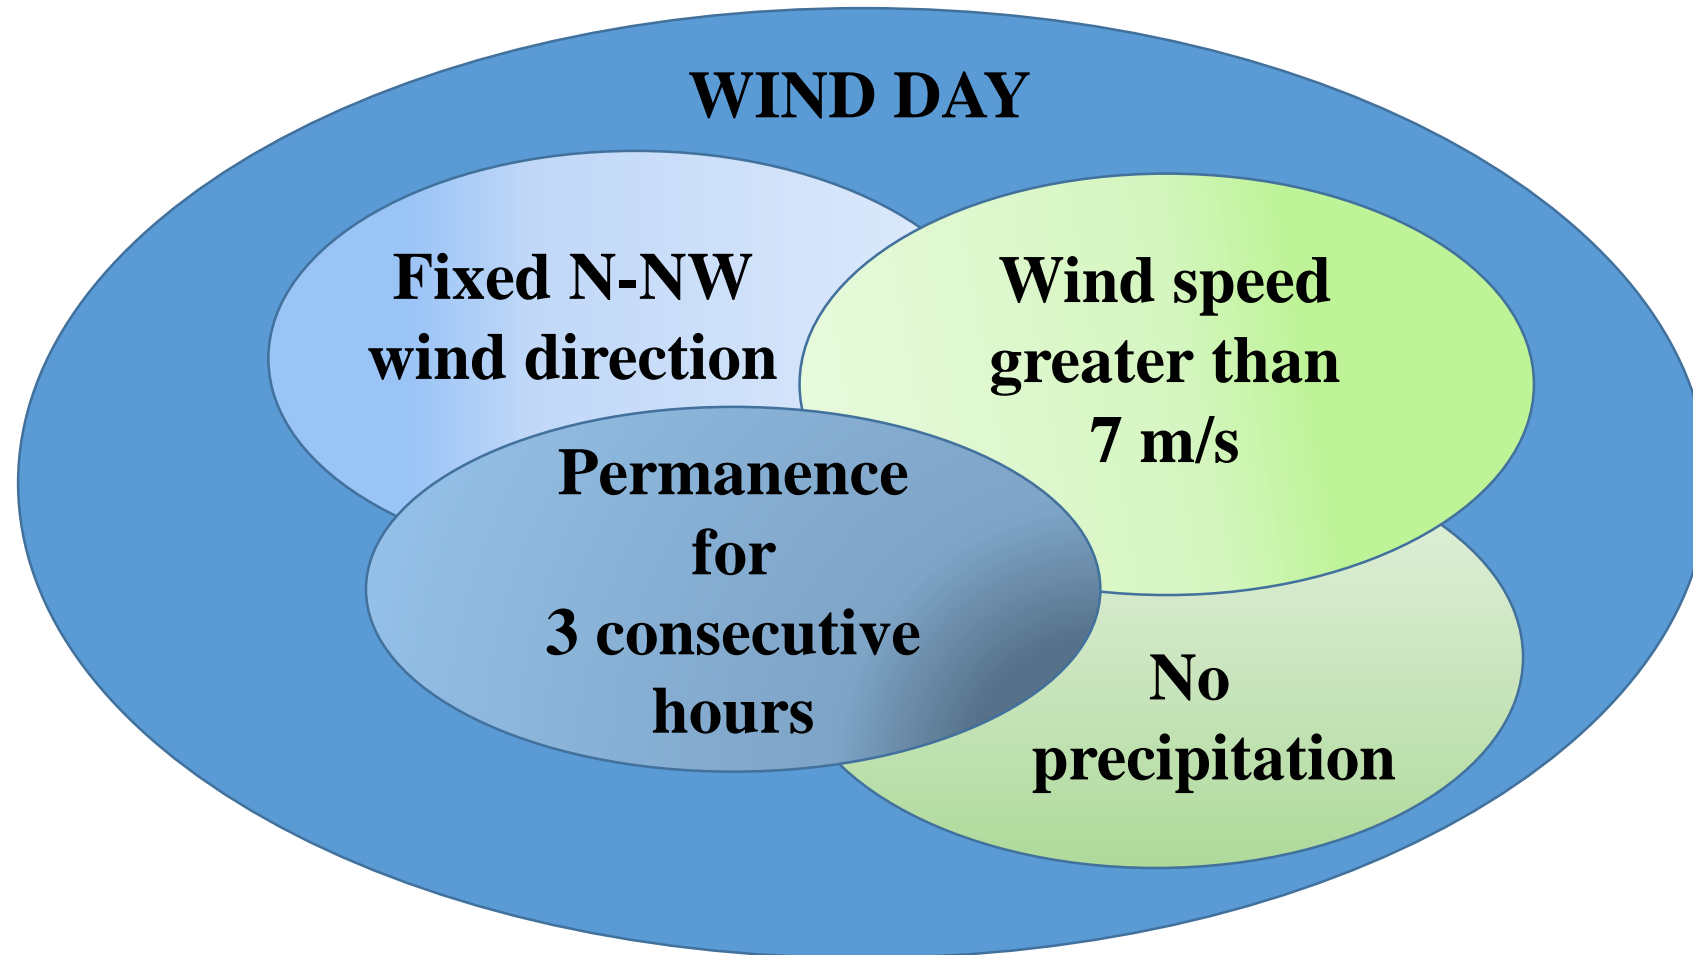 WIND DAY
Fixed N-NW
wind direction
Wind speed
greater than
7 m/s
Permanence
for
3 consecutive
hours
No
precipitation